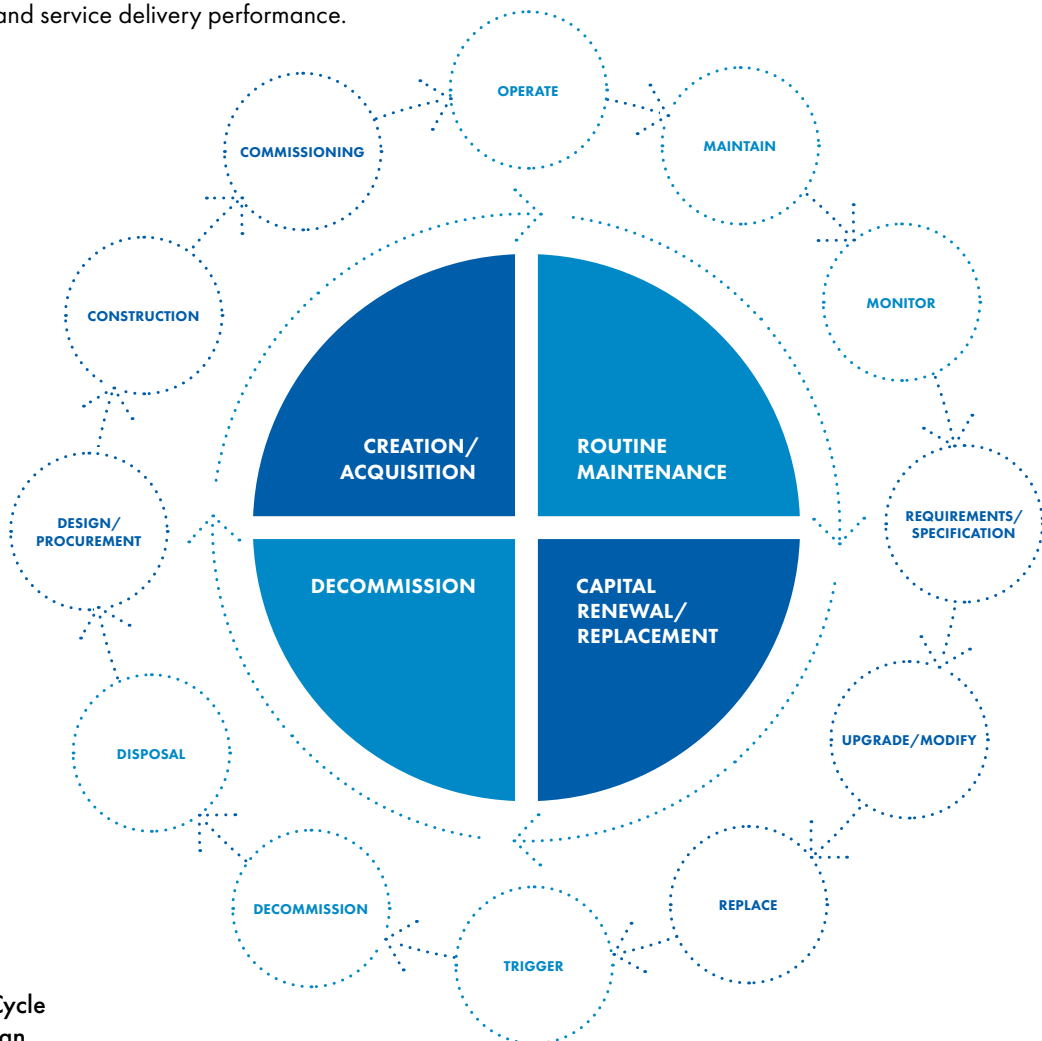 and service delivery performance.
OPERATE
COMMISSIONING
MAINTAIN
CONSTRUCTION
MONITOR
CREATION/
ACQUISITION
ROUTINE
MAINTENANCE
DESIGN/
PROCUREMENT
REQUIREMENTS/
SPECIFICATION
DECOMMISSION
CAPITAL
RENEWAL/
REPLACEMENT
DISPOSAL
UPGRADE/MODIFY
DECOMMISSION
REPLACE
TRIGGER
Cycle